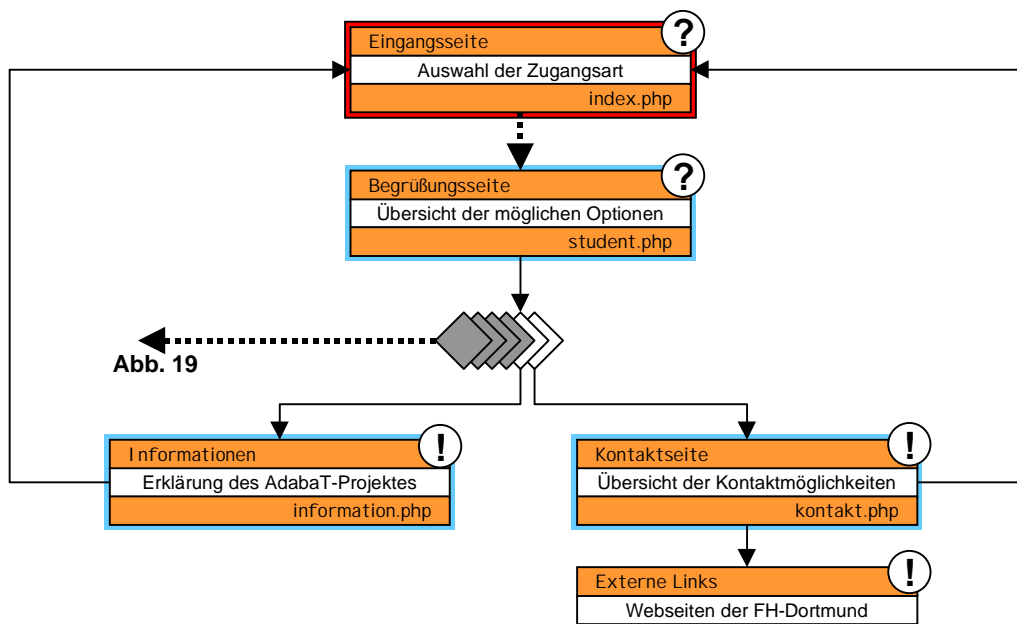 Eingangsseite
?
Auswahl der Zugangsart
index.php
Begrüßungsseite
?
Übersicht der möglichen Optionen
student.php
Abb. 19
Informationen
!
Erklärung des AdabaT-Projektes
information.php
Kontaktseite
!
Übersicht der Kontaktmöglichkeiten
kontakt.php
Externe Links
!
Webseiten der FH-Dortmund